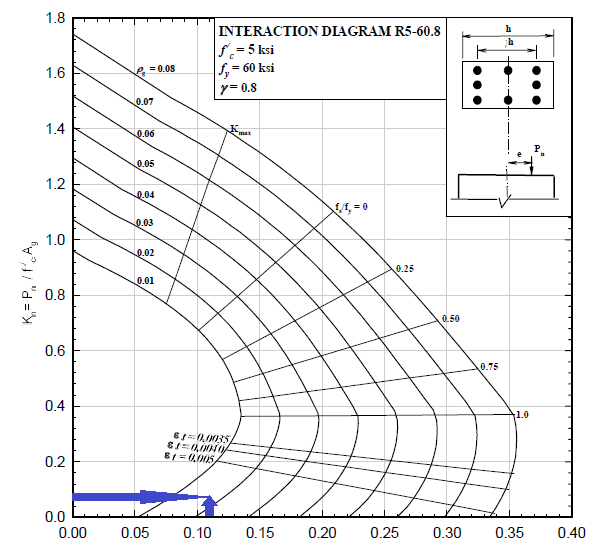 INTERACTION DIAGRAM R5-60.8
f′c = 5 ksi
fy = 60 ksi
γ = 0.8
h
γh
e
Pn
1.8
1.6
1.4
1.2
1.0
0.8
0.6
0.4
0.2
0.0
Kn = Pn / f′c Ag
ρg = 0.08
0.07
0.06
0.05
0.04
0.03
0.02
0.01
Kmax
fs/fy = 0
0.25
0.50
0.75
1.0
εt=0.0035
εt=0.0040
εt=0.005
0.00
0.05
0.10
0.15
0.20
0.25
0.30
0.35
0.40